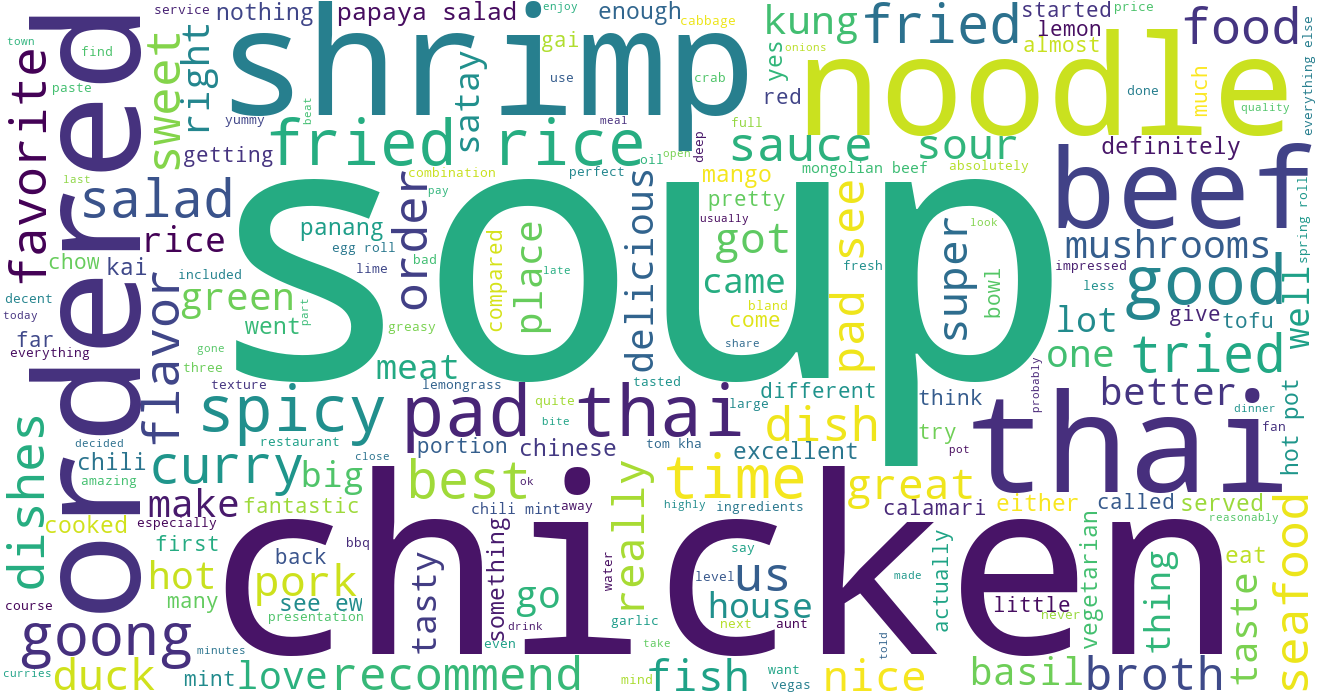 service
nothing
papaya salad
enjoy
enough
cabbage
kung
fried
started
price
food
town
find
favorite
paste
ordered
sweet
right
shrimp
gai
satay
use
crab
yes
onions
lemon
almost
noodle
much
done
quality
everything else
yummy
beat
meal
red
full
deep
getting
fried rice
oil
open
sauce
sour
definitely
last
combination
perfect
mango
mongolian beef
absolutely
beef
salad
order
pay
delicious
pretty
pad see
usually
look
spring roll
rice
panang
egg roll
bad
compared
place
got
super
mushrooms
chow
kai
included
lime
late
came
fresh
bowl
impressed
decent
green
soup
bland
less
good
well
today
far
flavor
went
part
greasy
come
lot
give
tofu
everything
gone
three
meat
share
one
tried
texture
lemongrass
tasted
different
probably
better
dishes
spicy
pad thai
quite
large
think
thai
dinner
bite
dish
fan
decided
restaurant
portion
chinese
tom kha
excellent
try
pot
hot pot
chili
curry
close
amazing
big
best
ok
time
great
make
fantastic
chili mint
away
really
highly
ingredients
calamari
either
called
served
cooked
especially
something
reasonably
seafood
first
back
bbq
tasty
chicken
say
actually
vegetarian
thing
eat
hot
pork
water
level
us
made
taste
many
see ew
go
house
little
course
presentation
drink
garlic
next
aunt
never
goong
minutes
even
take
told
curries
duck
mint
love
recommend
mind
fish
want
vegas
nice
basil
broth